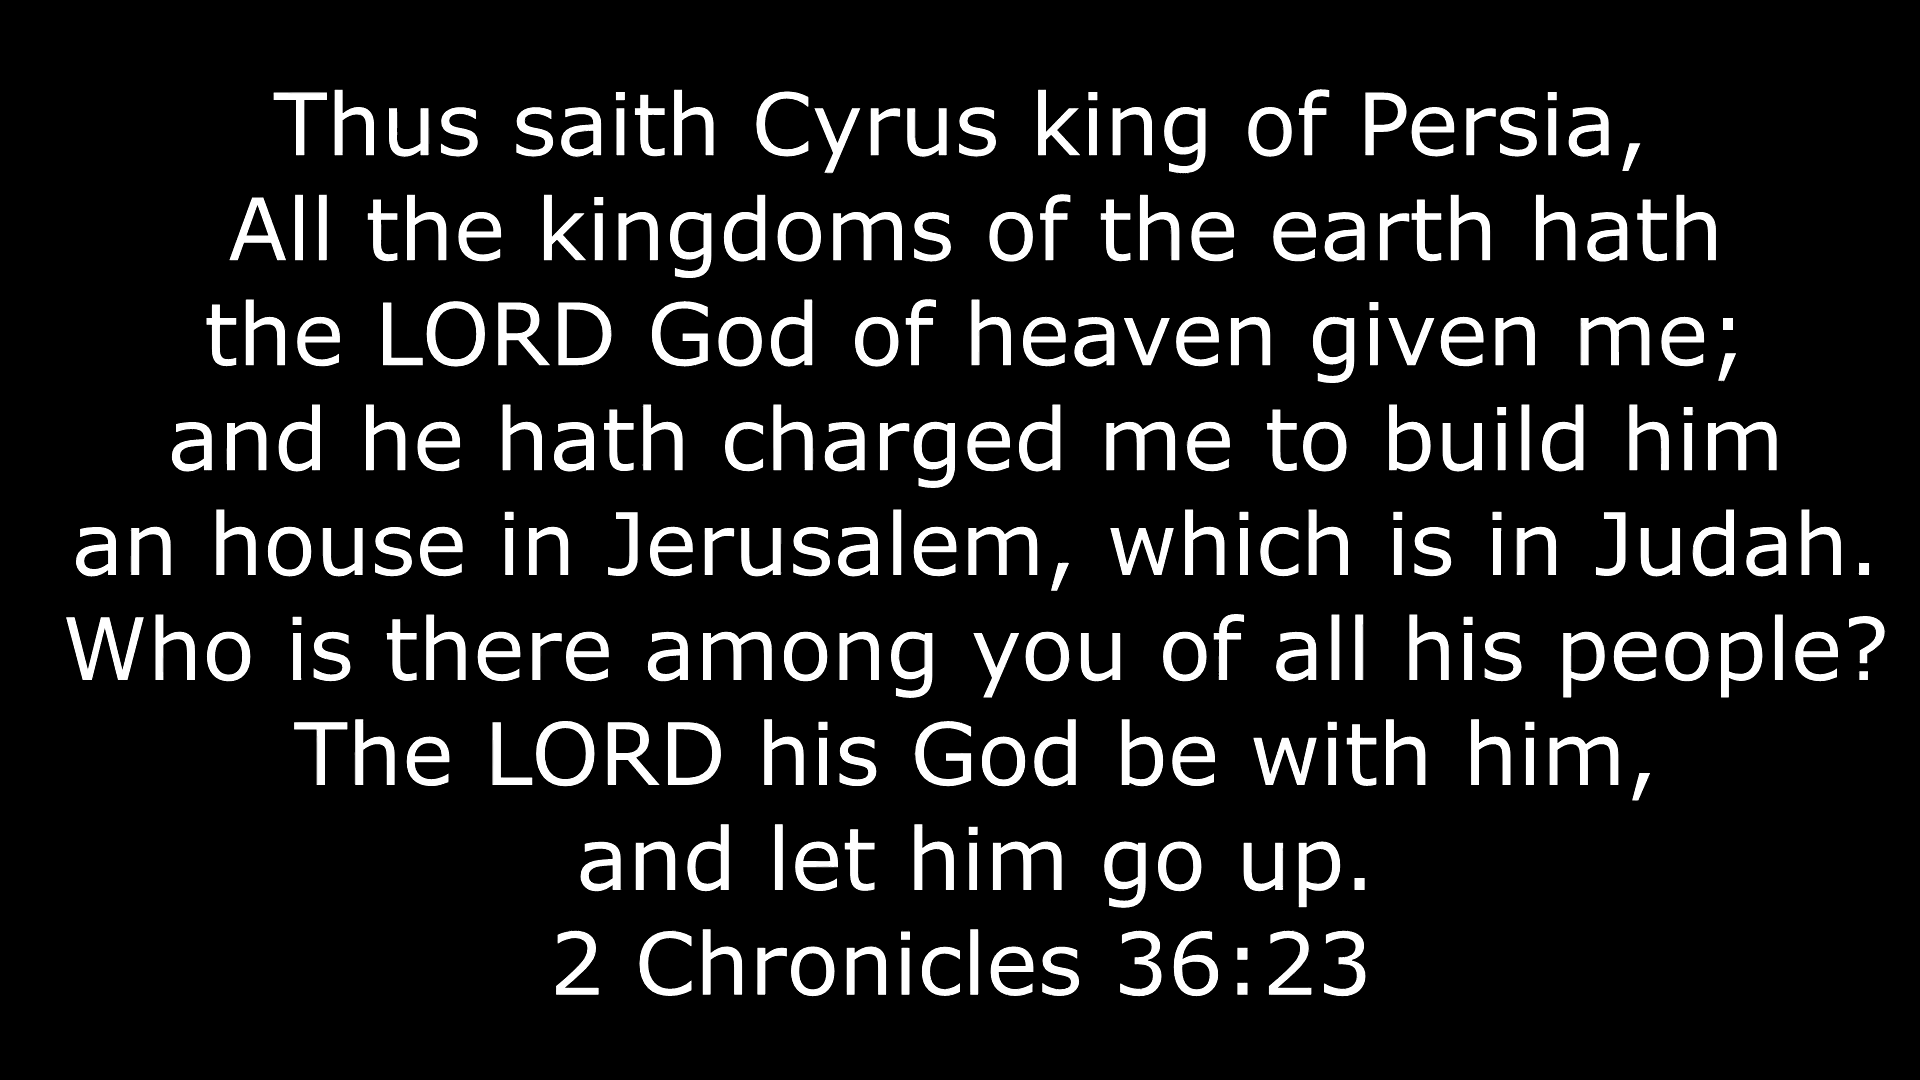 Thus saith Cyrus king of Persia,
All the kingdoms of the earth hath
the LORD God of heaven given me;
and he hath charged me to build him
an house in Jerusalem, which is in Judah.
Who is there among you of all his people?
The LORD his God be with him,
and let him go up.
2 Chronicles 36:23